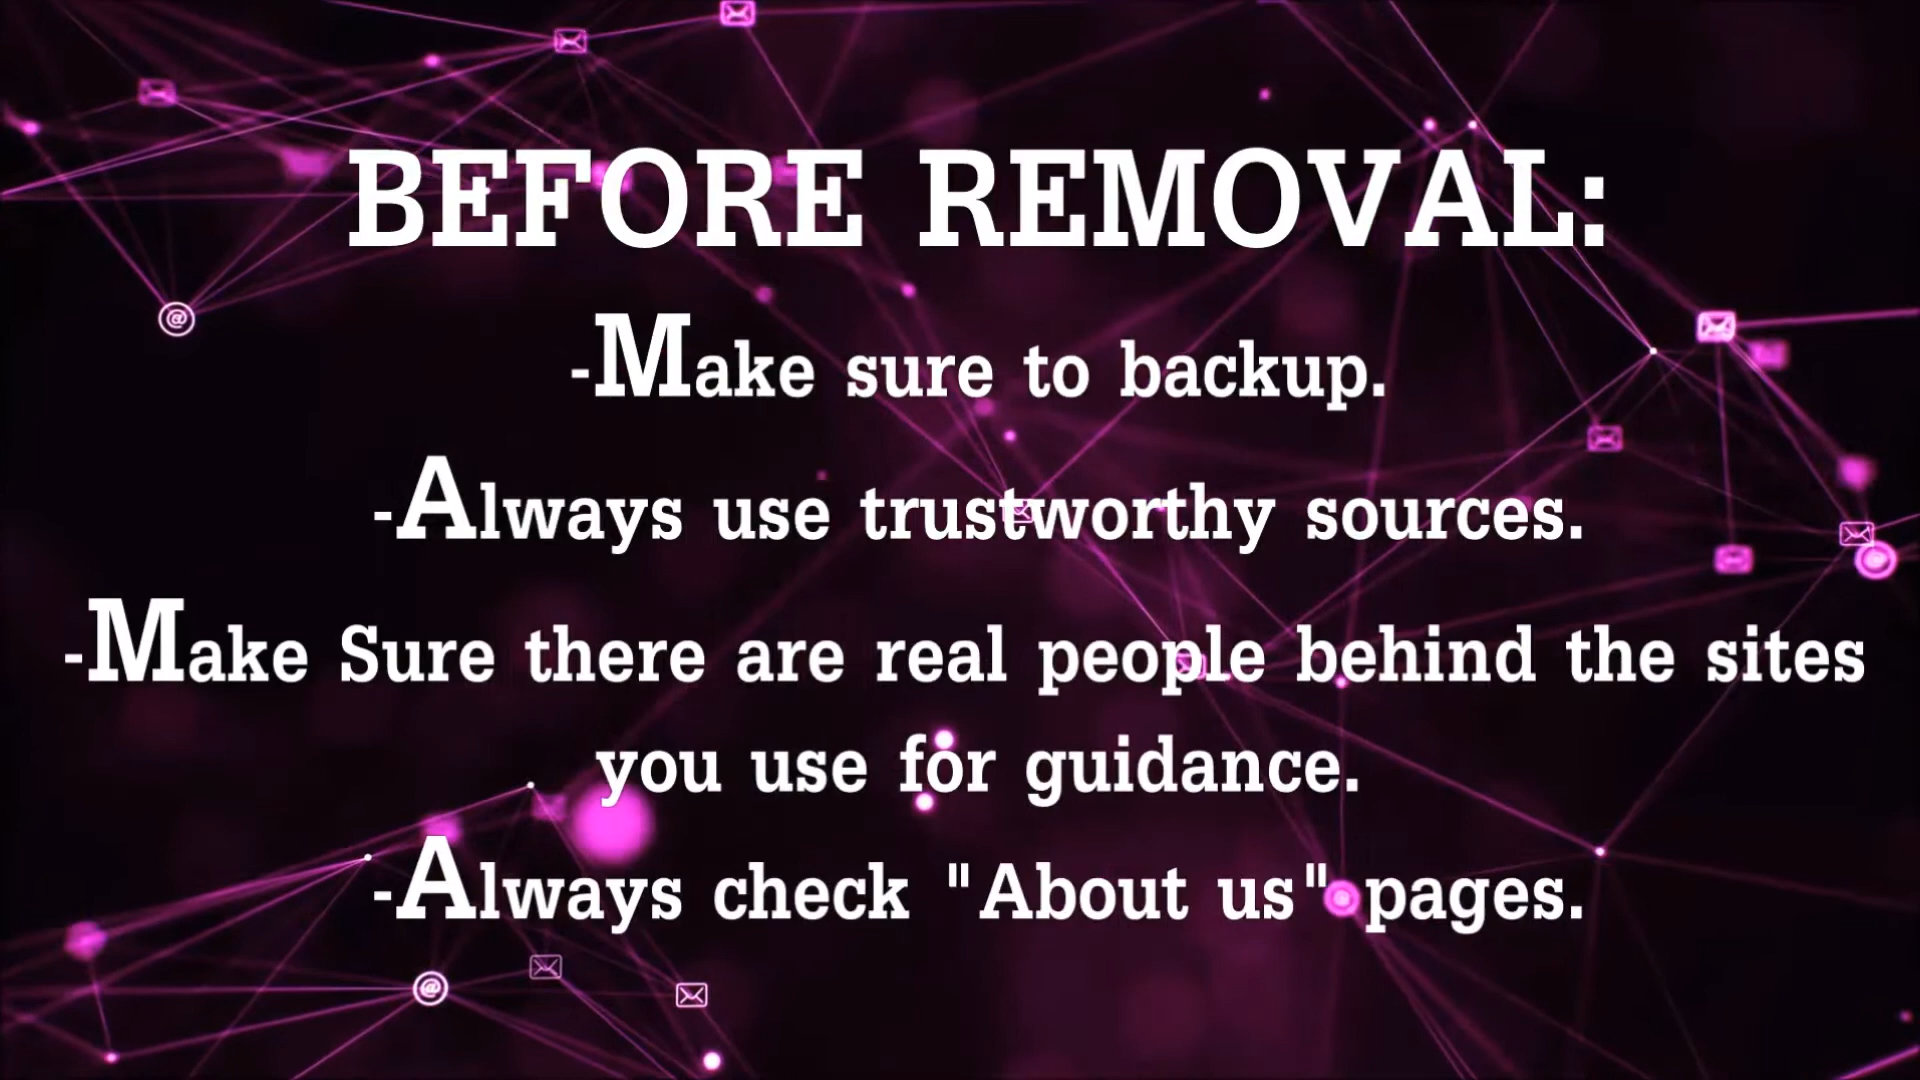 BEFORE REMOVAL:
-Make sure to backup.
-Always use trustworthy sources.
-Make Sure there are real people behind the sites
you use for guidance.
-Always check "About us" pages.